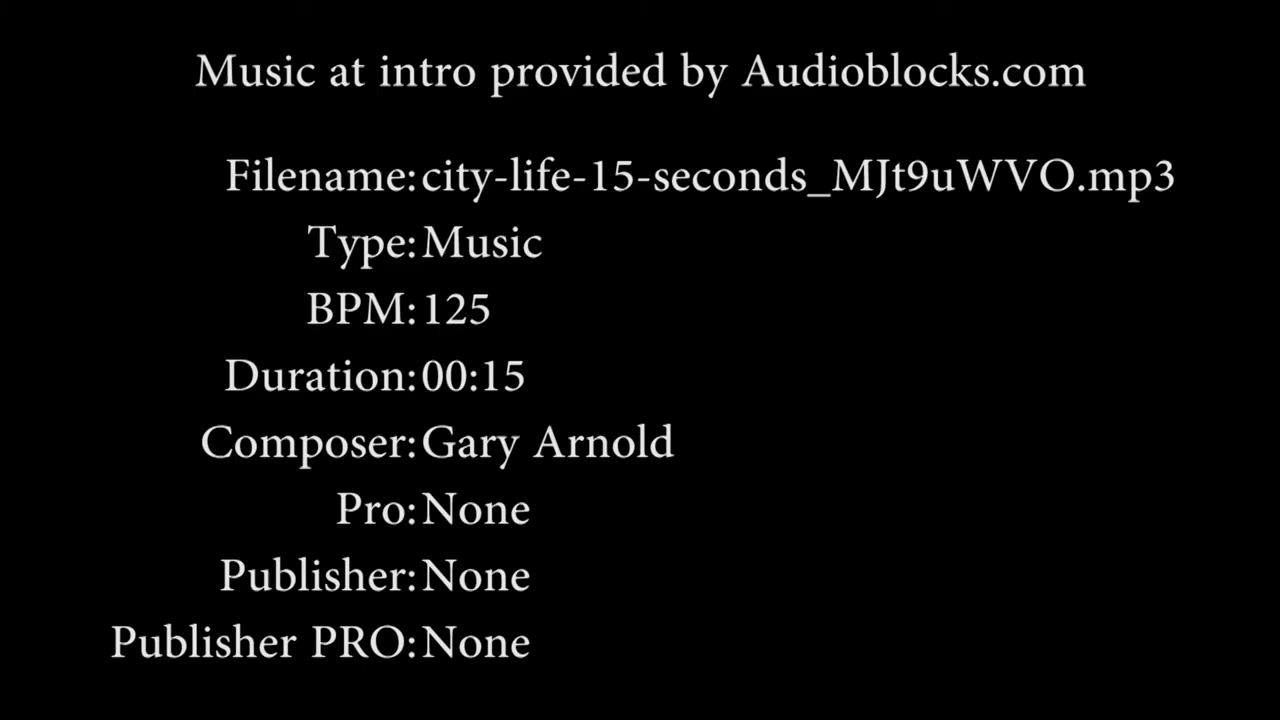 Music at intro provided by Audioblocks.com
Filename: city-life-15-seconds_MJt9uWVO.mp3
Type: Music
BPM: 125
Duration: 00:15
Composer: Gary Arnold
Pro: None
Publisher: None
Publisher PRO: None